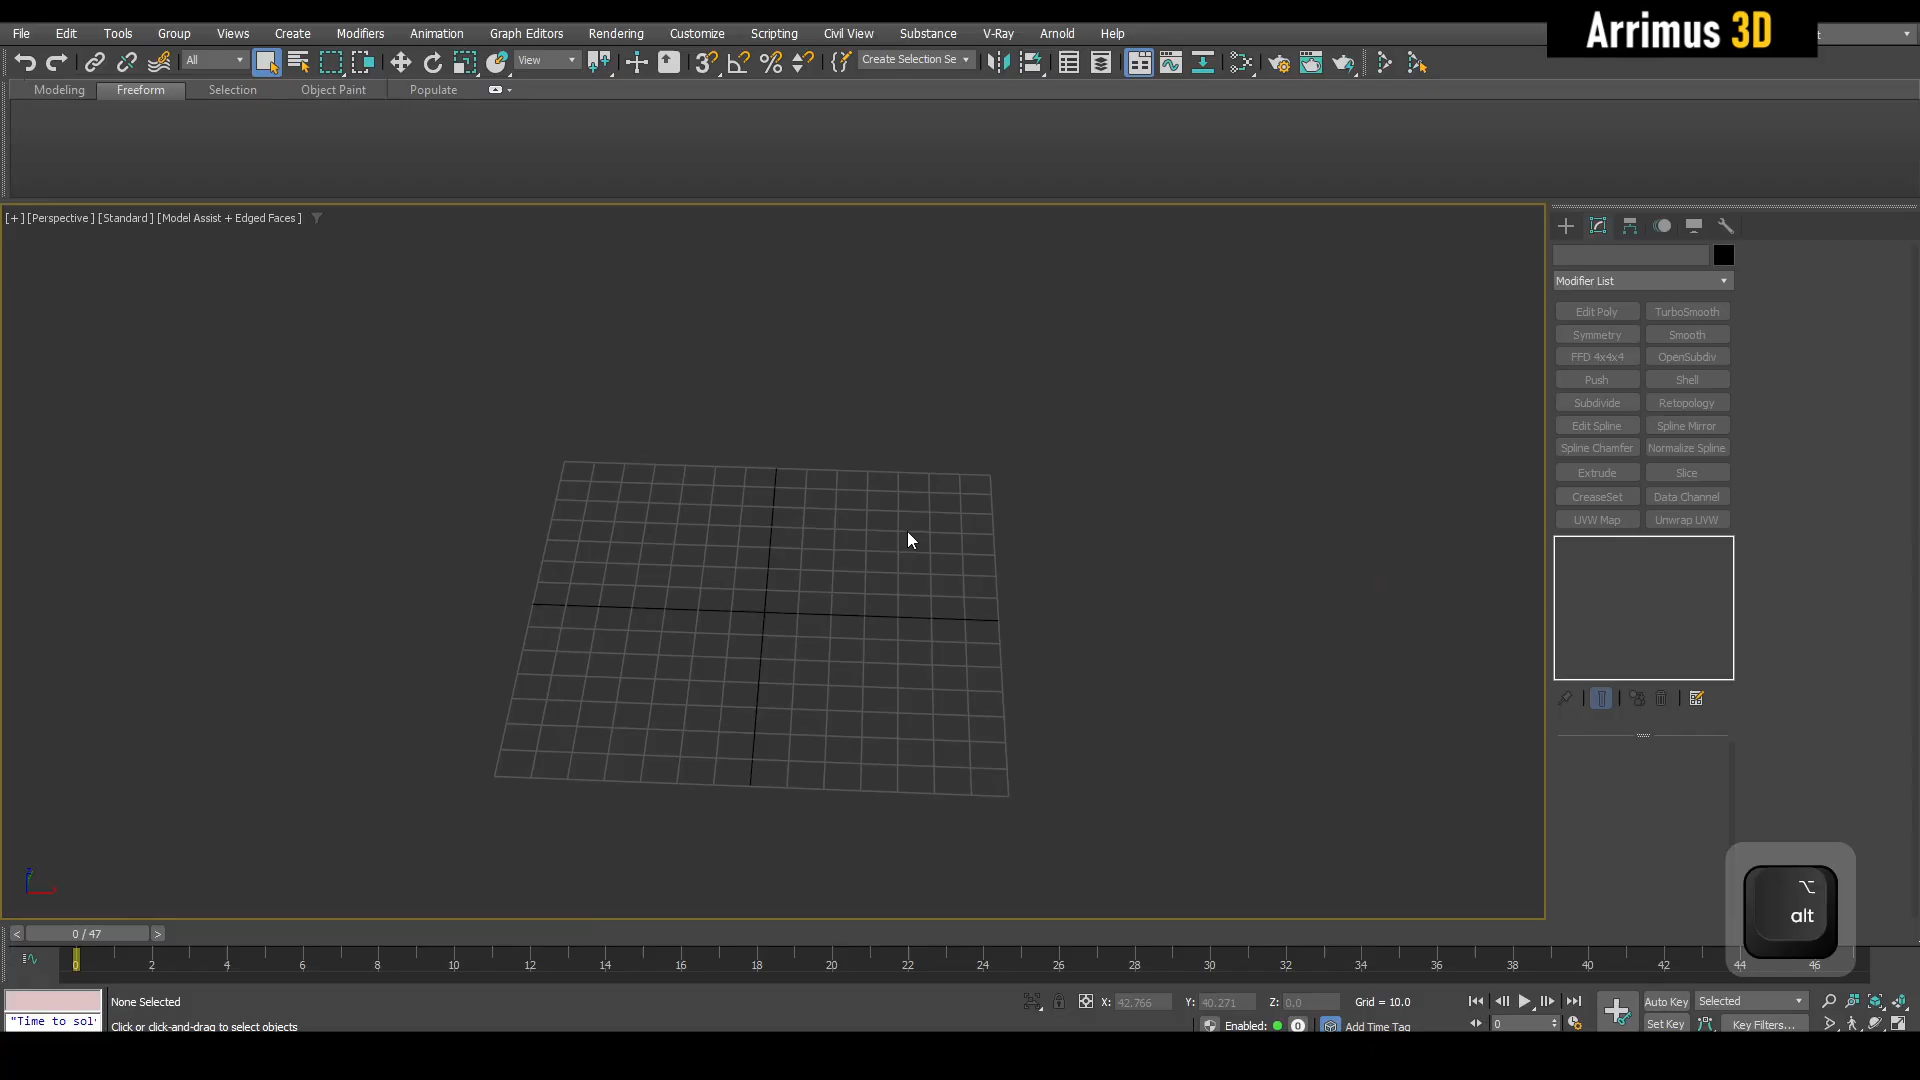 Arrimus 3D
File Edit Tools Group Views Create Modifiers Animation Graph Editors Rendering Customize Scripting Civil View Substance V-Ray Arnold Help
All View 3 Create Selection Se
Modeling Freeform Selection Object Paint Populate
[+] [Perspective ] [Standard ] [Model Assist + Edged Faces ]
Modifier List
Edit Poly TurboSmooth
Symmetry Smooth
FFD 4x4x4 OpenSubdiv
Push Shell
Subdivide Retopology
Edit Spline Spline Mirror
Spline Chamfer Normalize Spline
Extrude Slice
CreaseSet Data Channel
UVW Map Unwrap UVW
alt
< 0 / 47 >
0 2 4 6 8 10 12 14 16 18 20 22 24 26 28 30 32 34 36 38 40 42 44 46
None Selected X: 42.766 Y: 40.271 Z: 0.0 Grid = 10.0 Auto Key Selected
"Time to sol Click or click-and-drag to select objects Enabled: 0 Add Time Tag 0 Set Key Key Filters...